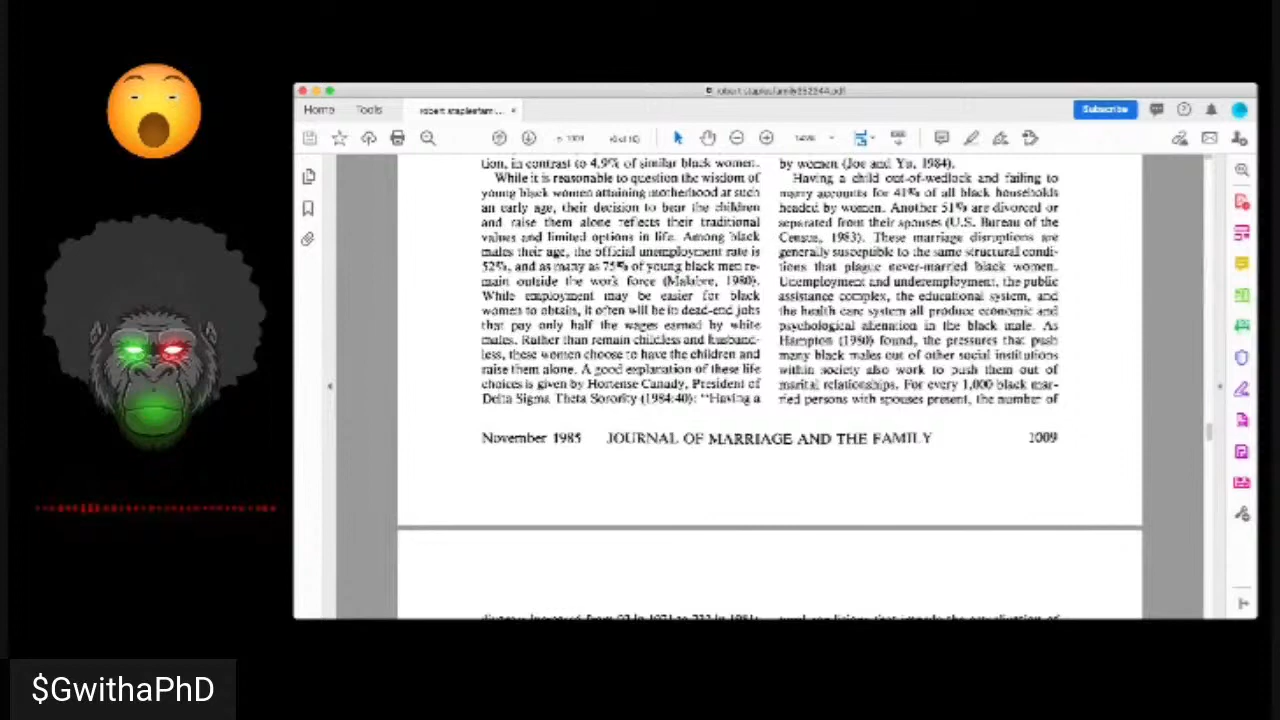 robert staplesfamily352344.pdf
Home
Tools
robert staplesfam...
Subscribe
tion, in contrast to 4.9% of similar black women.
While it is reasonable to question the wisdom of
young black women attaining motherhood at such
an early age, their decision to bear the children
and raise them alone reflects their traditional
values and limited options in life. Among black
males their age, the official unemployment rate is
52%, and as many as 75% of young black men re-
main outside the work force (Malabre, 1980).
While employment may be easier for black
women to obtain, it often will be in dead-end jobs
that pay only half the wages earned by white
males. Rather than remain childless and husband-
less, these women choose to have the children and
raise them alone. A good explanation of these life
choices is given by Hortense Canady, President of
Delta Sigma Theta Sorority (1984:40): "Having a
by women (Joe and Yu, 1984).
Having a child out-of-wedlock and failing to
marry accounts for 41% of all black households
headed by women. Another 51% are divorced or
separated from their spouses (U.S. Bureau of the
Census, 1983). These marriage disruptions are
generally susceptible to the same structural condi-
tions that plague never-married black women.
Unemployment and underemployment, the public
assistance complex, the educational system, and
the health care system all produce economic and
psychological alienation in the black male. As
Hampton (1980) found, the pressures that push
many black males out of other social institutions
within society also work to push them out of
marital relationships. For every 1,000 black mar-
ried persons with spouses present, the number of
November 1985 JOURNAL OF MARRIAGE AND THE FAMILY 1009
$GwithaPhD